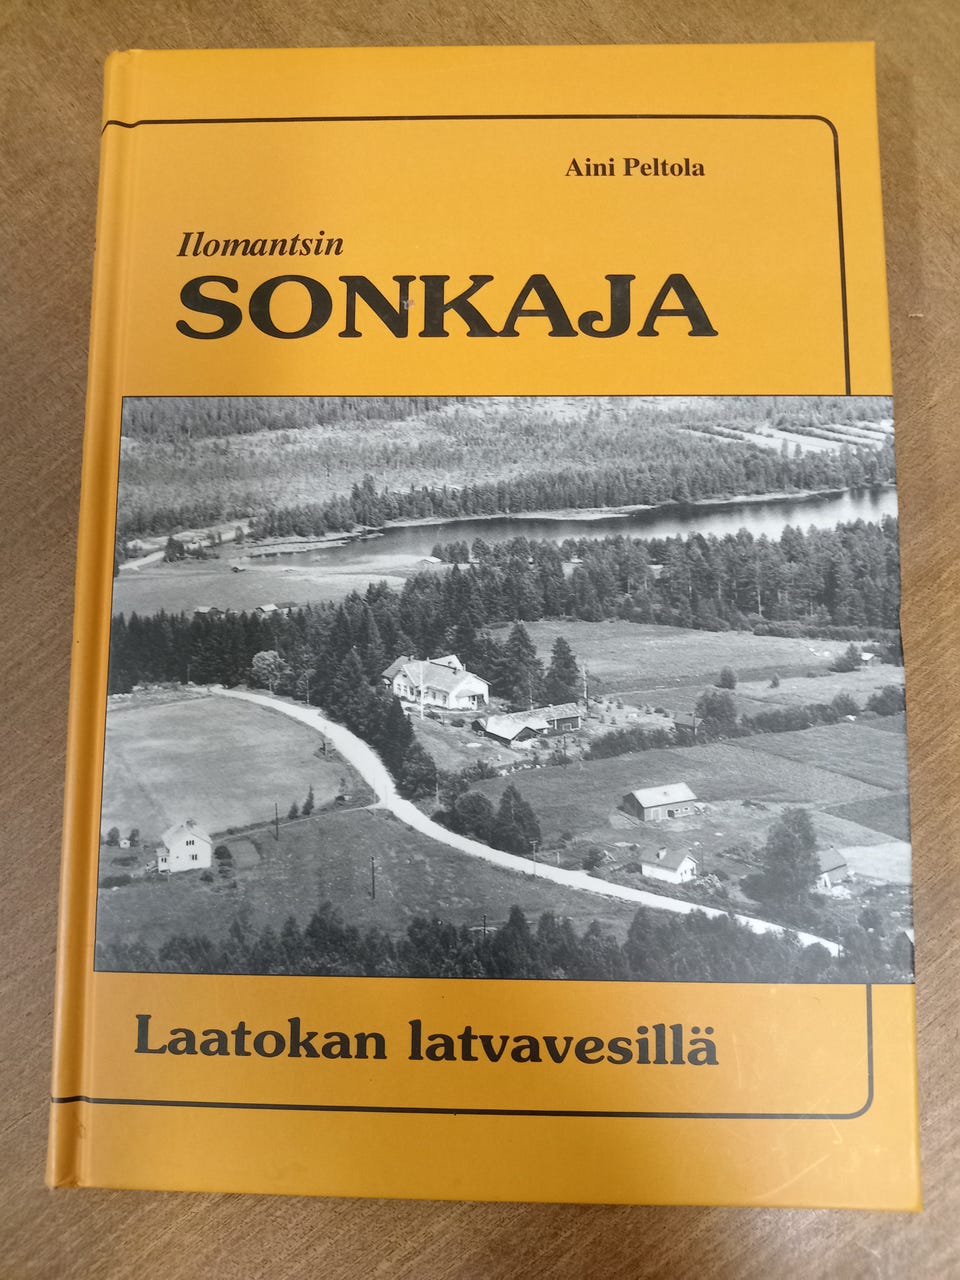 Aini Peltola
Ilomantsin
SONKAJA
Laatokan latvavesillä